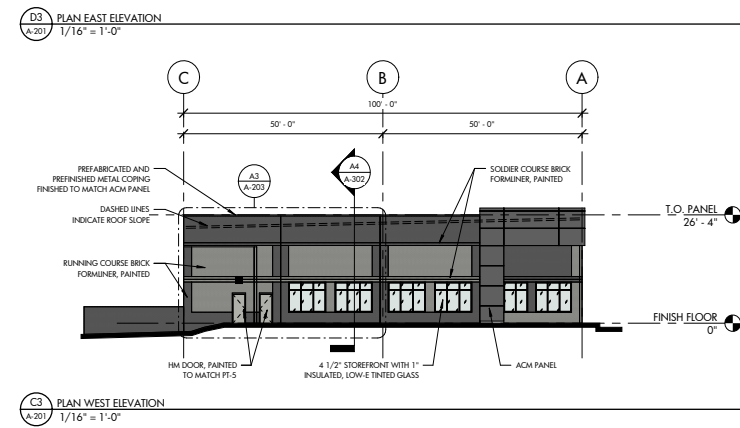 D3 PLAN EAST ELEVATION
A-201 1/16" = 1'-0"
C B A
100' - 0"
50' - 0" 50' - 0"
PREFABRICATED AND
PREFINISHED METAL COPING
FINISHED TO MATCH ACM PANEL
A3
A-203
A4
A-302
SOLDIER COURSE BRICK
FORMLINER, PAINTED
DASHED LINES
INDICATE ROOF SLOPE
T.O. PANEL
26' - 4"
RUNNING COURSE BRICK
FORMLINER, PAINTED
FINISH FLOOR
0"
HM DOOR, PAINTED
TO MATCH PT-5
4 1/2" STOREFRONT WITH 1"
INSULATED, LOW-E TINTED GLASS
ACM PANEL
C3 PLAN WEST ELEVATION
A-201 1/16" = 1'-0"